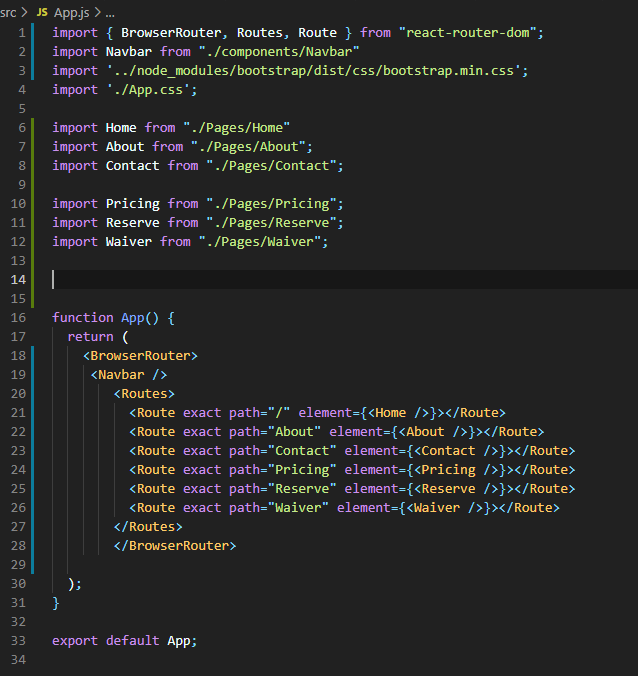 src > JS App.js > ...
1 import { BrowserRouter, Routes, Route } from "react-router-dom";
2 import Navbar from "./components/Navbar"
3 import '../node_modules/bootstrap/dist/css/bootstrap.min.css';
4 import './App.css';
5
6 import Home from "./Pages/Home"
7 import About from "./Pages/About";
8 import Contact from "./Pages/Contact";
9
10 import Pricing from "./Pages/Pricing";
11 import Reserve from "./Pages/Reserve";
12 import Waiver from "./Pages/Waiver";
13
14
15
16 function App() {
17   return (
18     <BrowserRouter>
19      <Navbar />
20         <Routes>
21           <Route exact path="/" element={<Home />}></Route>
22           <Route exact path="About" element={<About />}></Route>
23           <Route exact path="Contact" element={<Contact />}></Route>
24           <Route exact path="Pricing" element={<Pricing />}></Route>
25           <Route exact path="Reserve" element={<Reserve />}></Route>
26           <Route exact path="Waiver" element={<Waiver />}></Route>
27         </Routes>
28         </BrowserRouter>
29
30   );
31 }
32
33 export default App;
34